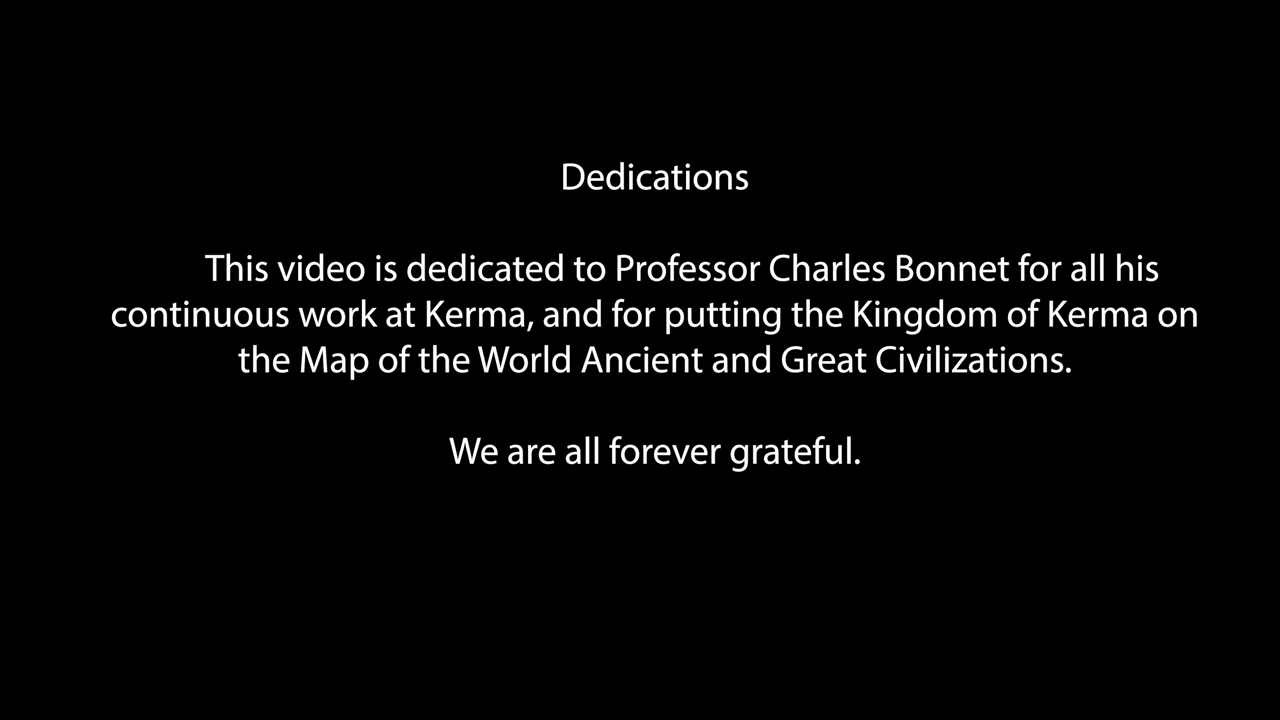 Dedications
This video is dedicated to Professor Charles Bonnet for all his
continuous work at Kerma, and for putting the Kingdom of Kerma on
the Map of the World Ancient and Great Civilizations.
We are all forever grateful.